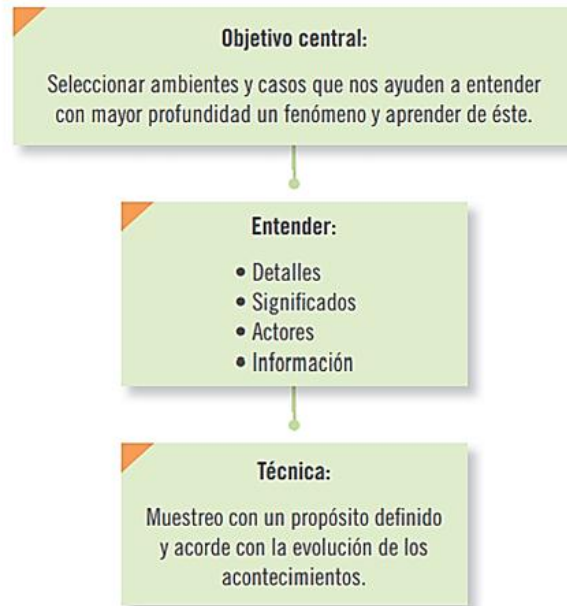 Objetivo central:
Seleccionar ambientes y casos que nos ayuden a entender
con mayor profundidad un fenómeno y aprender de éste.
Entender:
• Detalles
• Significados
• Actores
• Información
Técnica:
Muestreo con un propósito definido
y acorde con la evolución de los
acontecimientos.